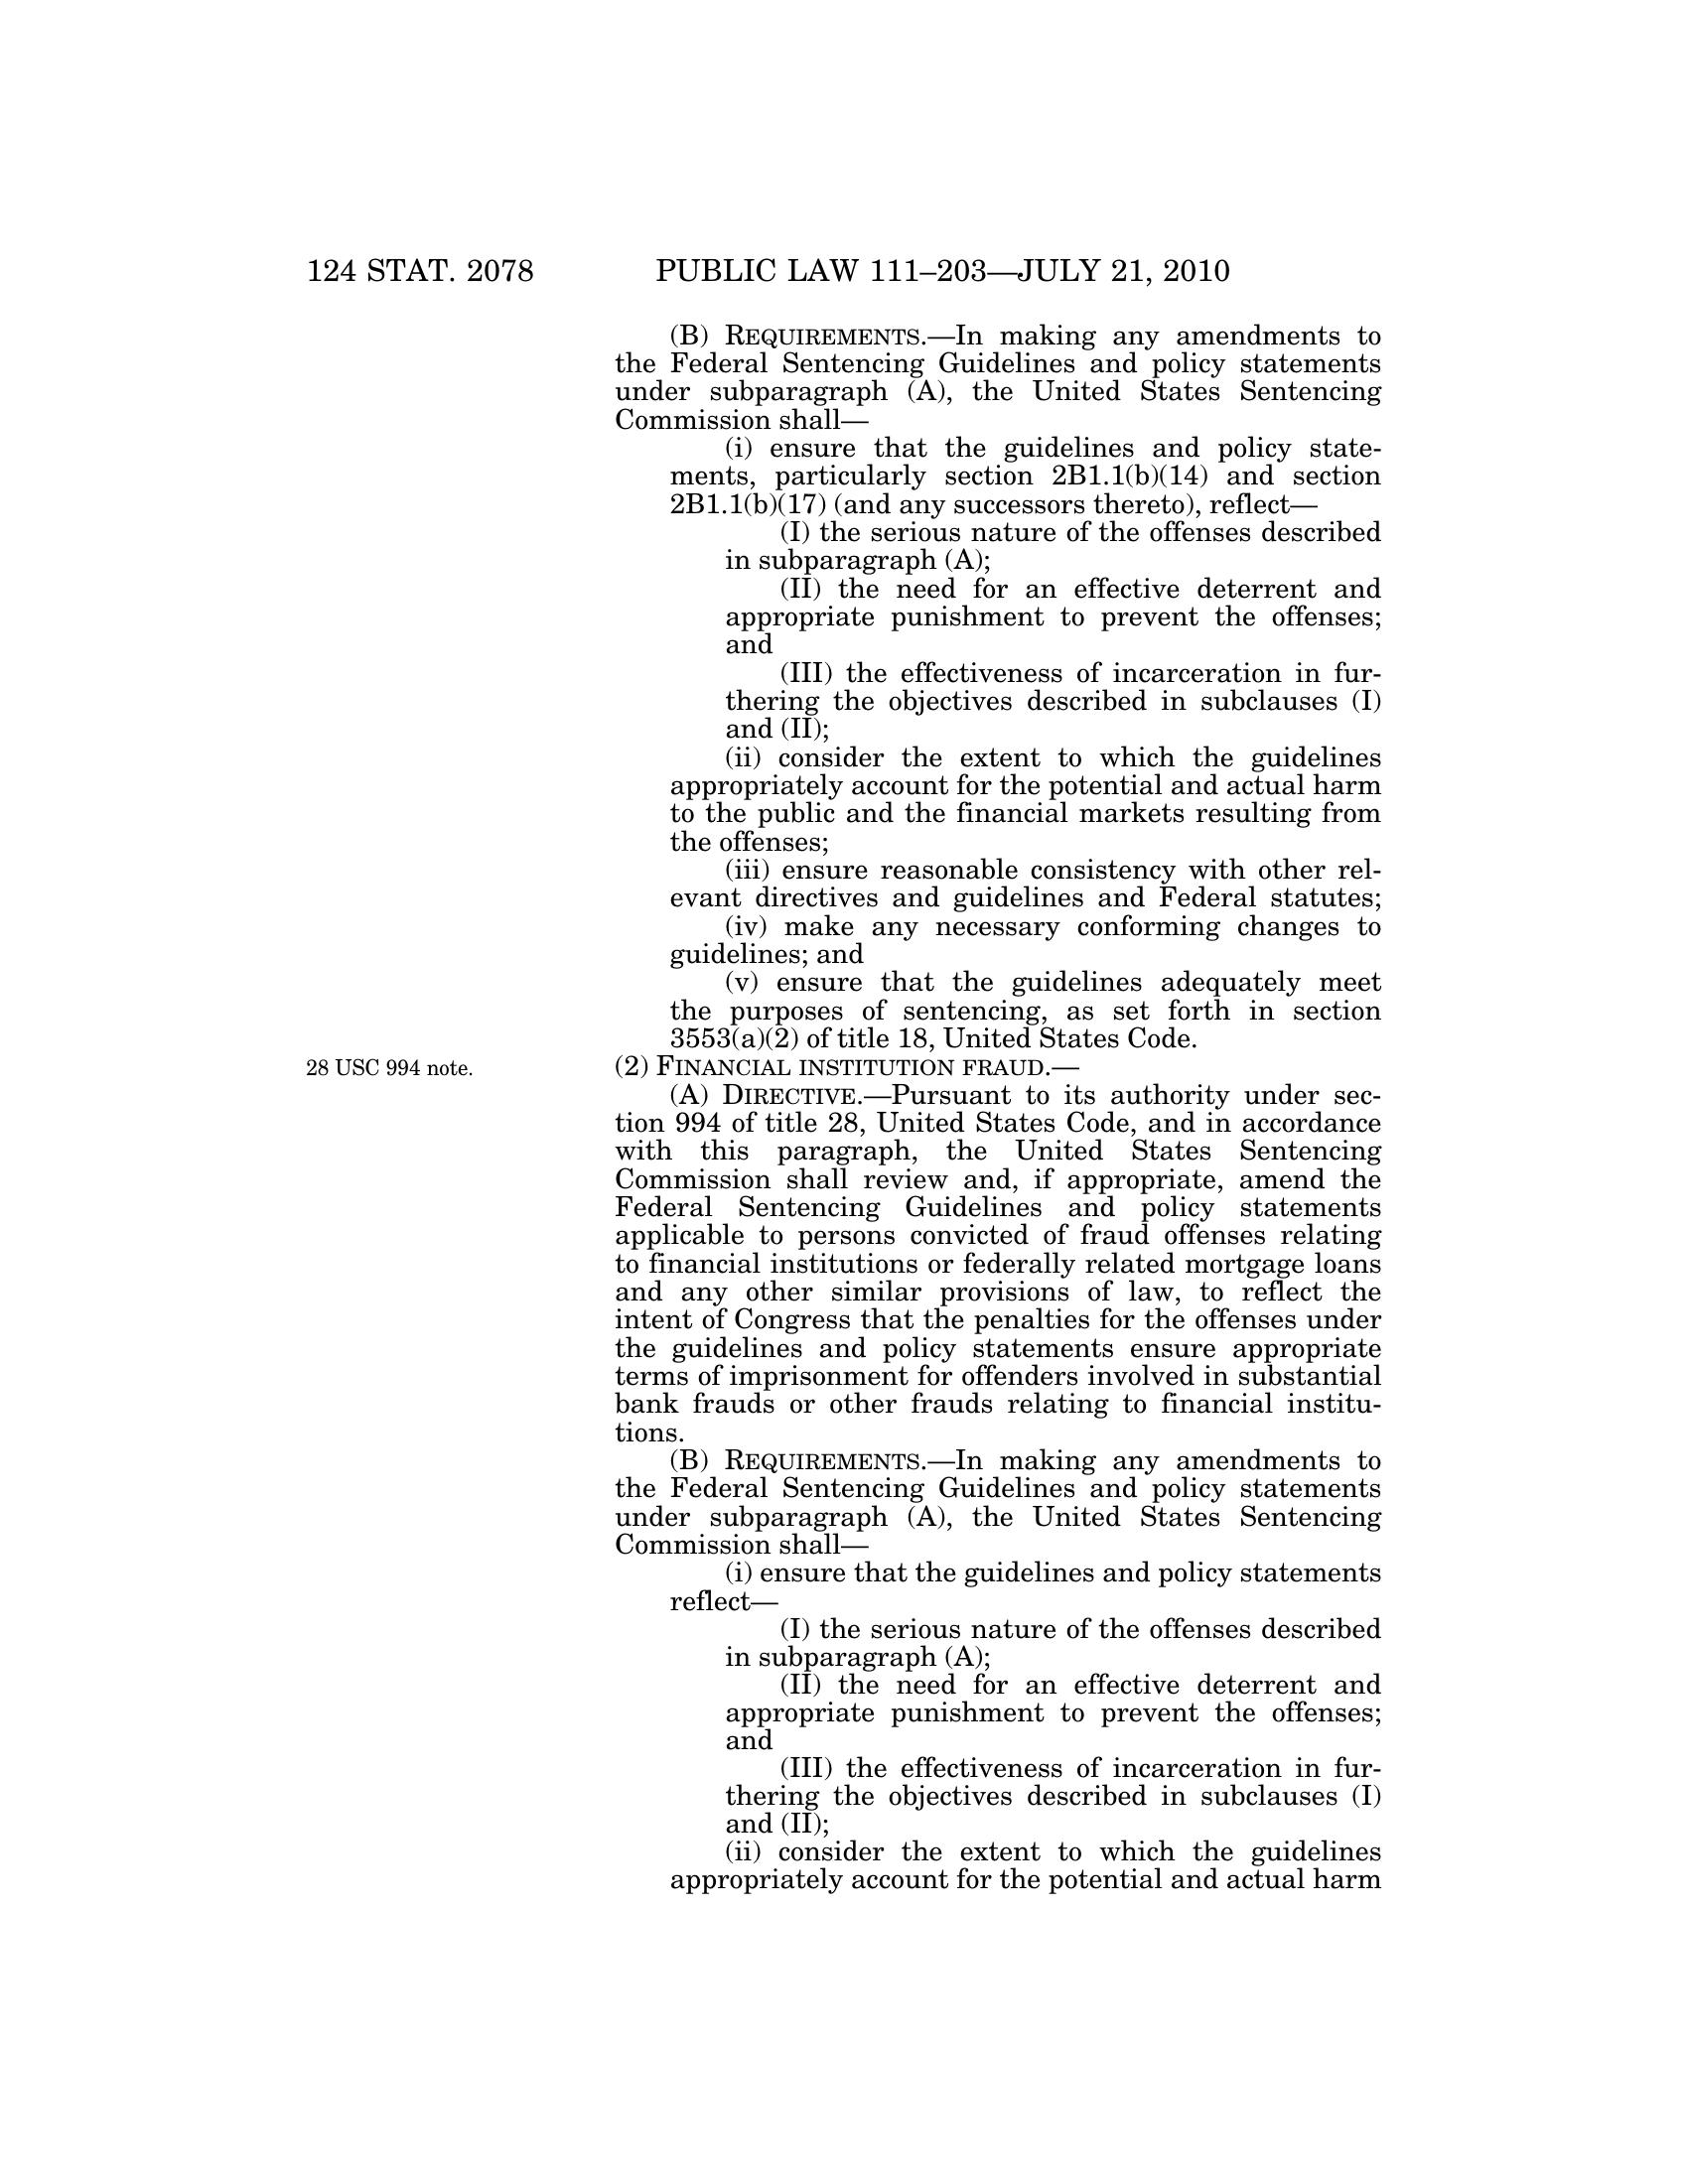 124 STAT. 2078 PUBLIC LAW 111–203—JULY 21, 2010
(B) REQUIREMENTS.—In making any amendments to
the Federal Sentencing Guidelines and policy statements
under subparagraph (A), the United States Sentencing
Commission shall—
(i) ensure that the guidelines and policy state-
ments, particularly section 2B1.1(b)(14) and section
2B1.1(b)(17) (and any successors thereto), reflect—
(I) the serious nature of the offenses described
in subparagraph (A);
(II) the need for an effective deterrent and
appropriate punishment to prevent the offenses;
and
(III) the effectiveness of incarceration in fur-
thering the objectives described in subclauses (I)
and (II);
(ii) consider the extent to which the guidelines
appropriately account for the potential and actual harm
to the public and the financial markets resulting from
the offenses;
(iii) ensure reasonable consistency with other rel-
evant directives and guidelines and Federal statutes;
(iv) make any necessary conforming changes to
guidelines; and
(v) ensure that the guidelines adequately meet
the purposes of sentencing, as set forth in section
3553(a)(2) of title 18, United States Code.
28 USC 994 note.
(2) FINANCIAL INSTITUTION FRAUD.—
(A) DIRECTIVE.—Pursuant to its authority under sec-
tion 994 of title 28, United States Code, and in accordance
with this paragraph, the United States Sentencing
Commission shall review and, if appropriate, amend the
Federal Sentencing Guidelines and policy statements
applicable to persons convicted of fraud offenses relating
to financial institutions or federally related mortgage loans
and any other similar provisions of law, to reflect the
intent of Congress that the penalties for the offenses under
the guidelines and policy statements ensure appropriate
terms of imprisonment for offenders involved in substantial
bank frauds or other frauds relating to financial institu-
tions.
(B) REQUIREMENTS.—In making any amendments to
the Federal Sentencing Guidelines and policy statements
under subparagraph (A), the United States Sentencing
Commission shall—
(i) ensure that the guidelines and policy statements
reflect—
(I) the serious nature of the offenses described
in subparagraph (A);
(II) the need for an effective deterrent and
appropriate punishment to prevent the offenses;
and
(III) the effectiveness of incarceration in fur-
thering the objectives described in subclauses (I)
and (II);
(ii) consider the extent to which the guidelines
appropriately account for the potential and actual harm